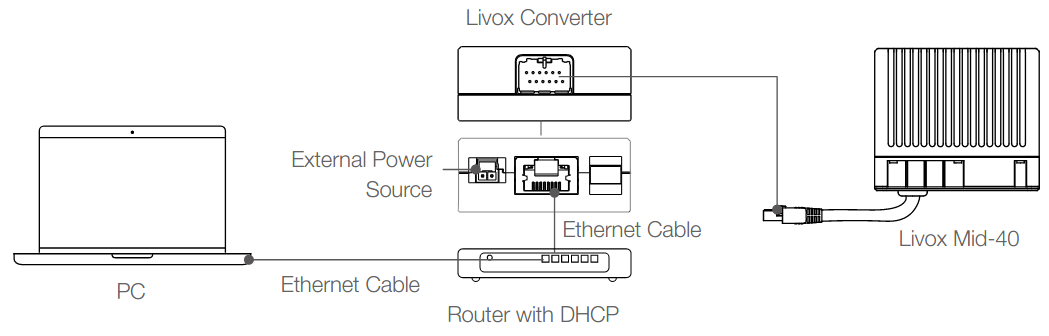 Livox Converter
External Power
Source
Ethernet Cable
Livox Mid-40
Ethernet Cable
PC
Router with DHCP